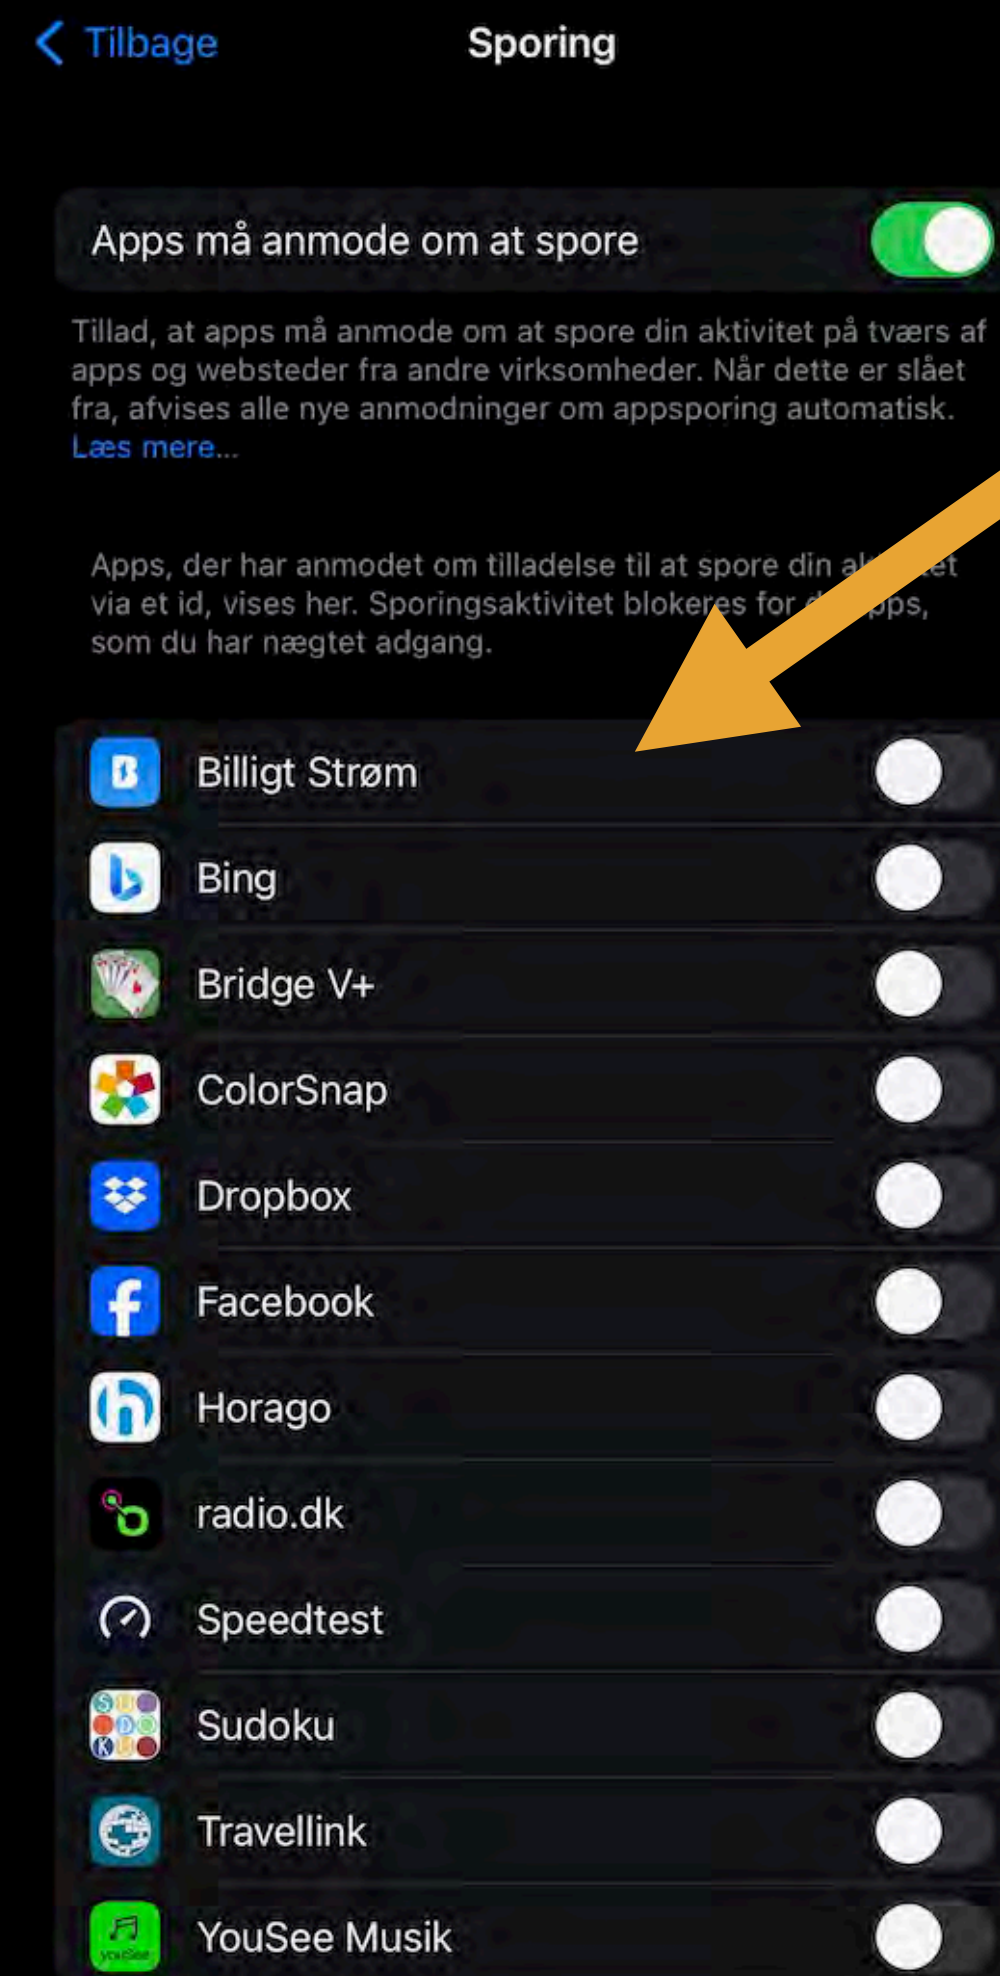 Tilbage
Sporing
Apps må anmode om at spore
Tillad, at apps må anmode om at spore din aktivitet på tværs af
apps og websteder fra andre virksomheder. Når dette er slået
fra, afvises alle nye anmodninger om appsporing automatisk.
Læs mere...
Apps, der har anmodet om tilladelse til at spore din
via et id, vises her. Sporingsaktivitet blokeres for
som du har nægtet adgang.
Billigt Strøm
Bing
Bridge V+
ColorSnap
Dropbox
Facebook
Horago
radio.dk
Speedtest
Sudoku
Travellink
youSee
YouSee Musik